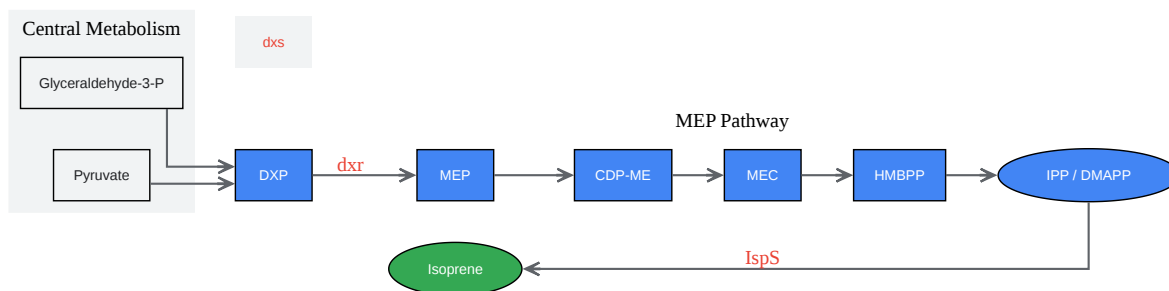 Central Metabolism
dxs
Glyceraldehyde-3-P
MEP Pathway
Pyruvate
DXP
dxr
MEP
CDP-ME
MEC
HMBPP
IPP / DMAPP
IspS
Isoprene